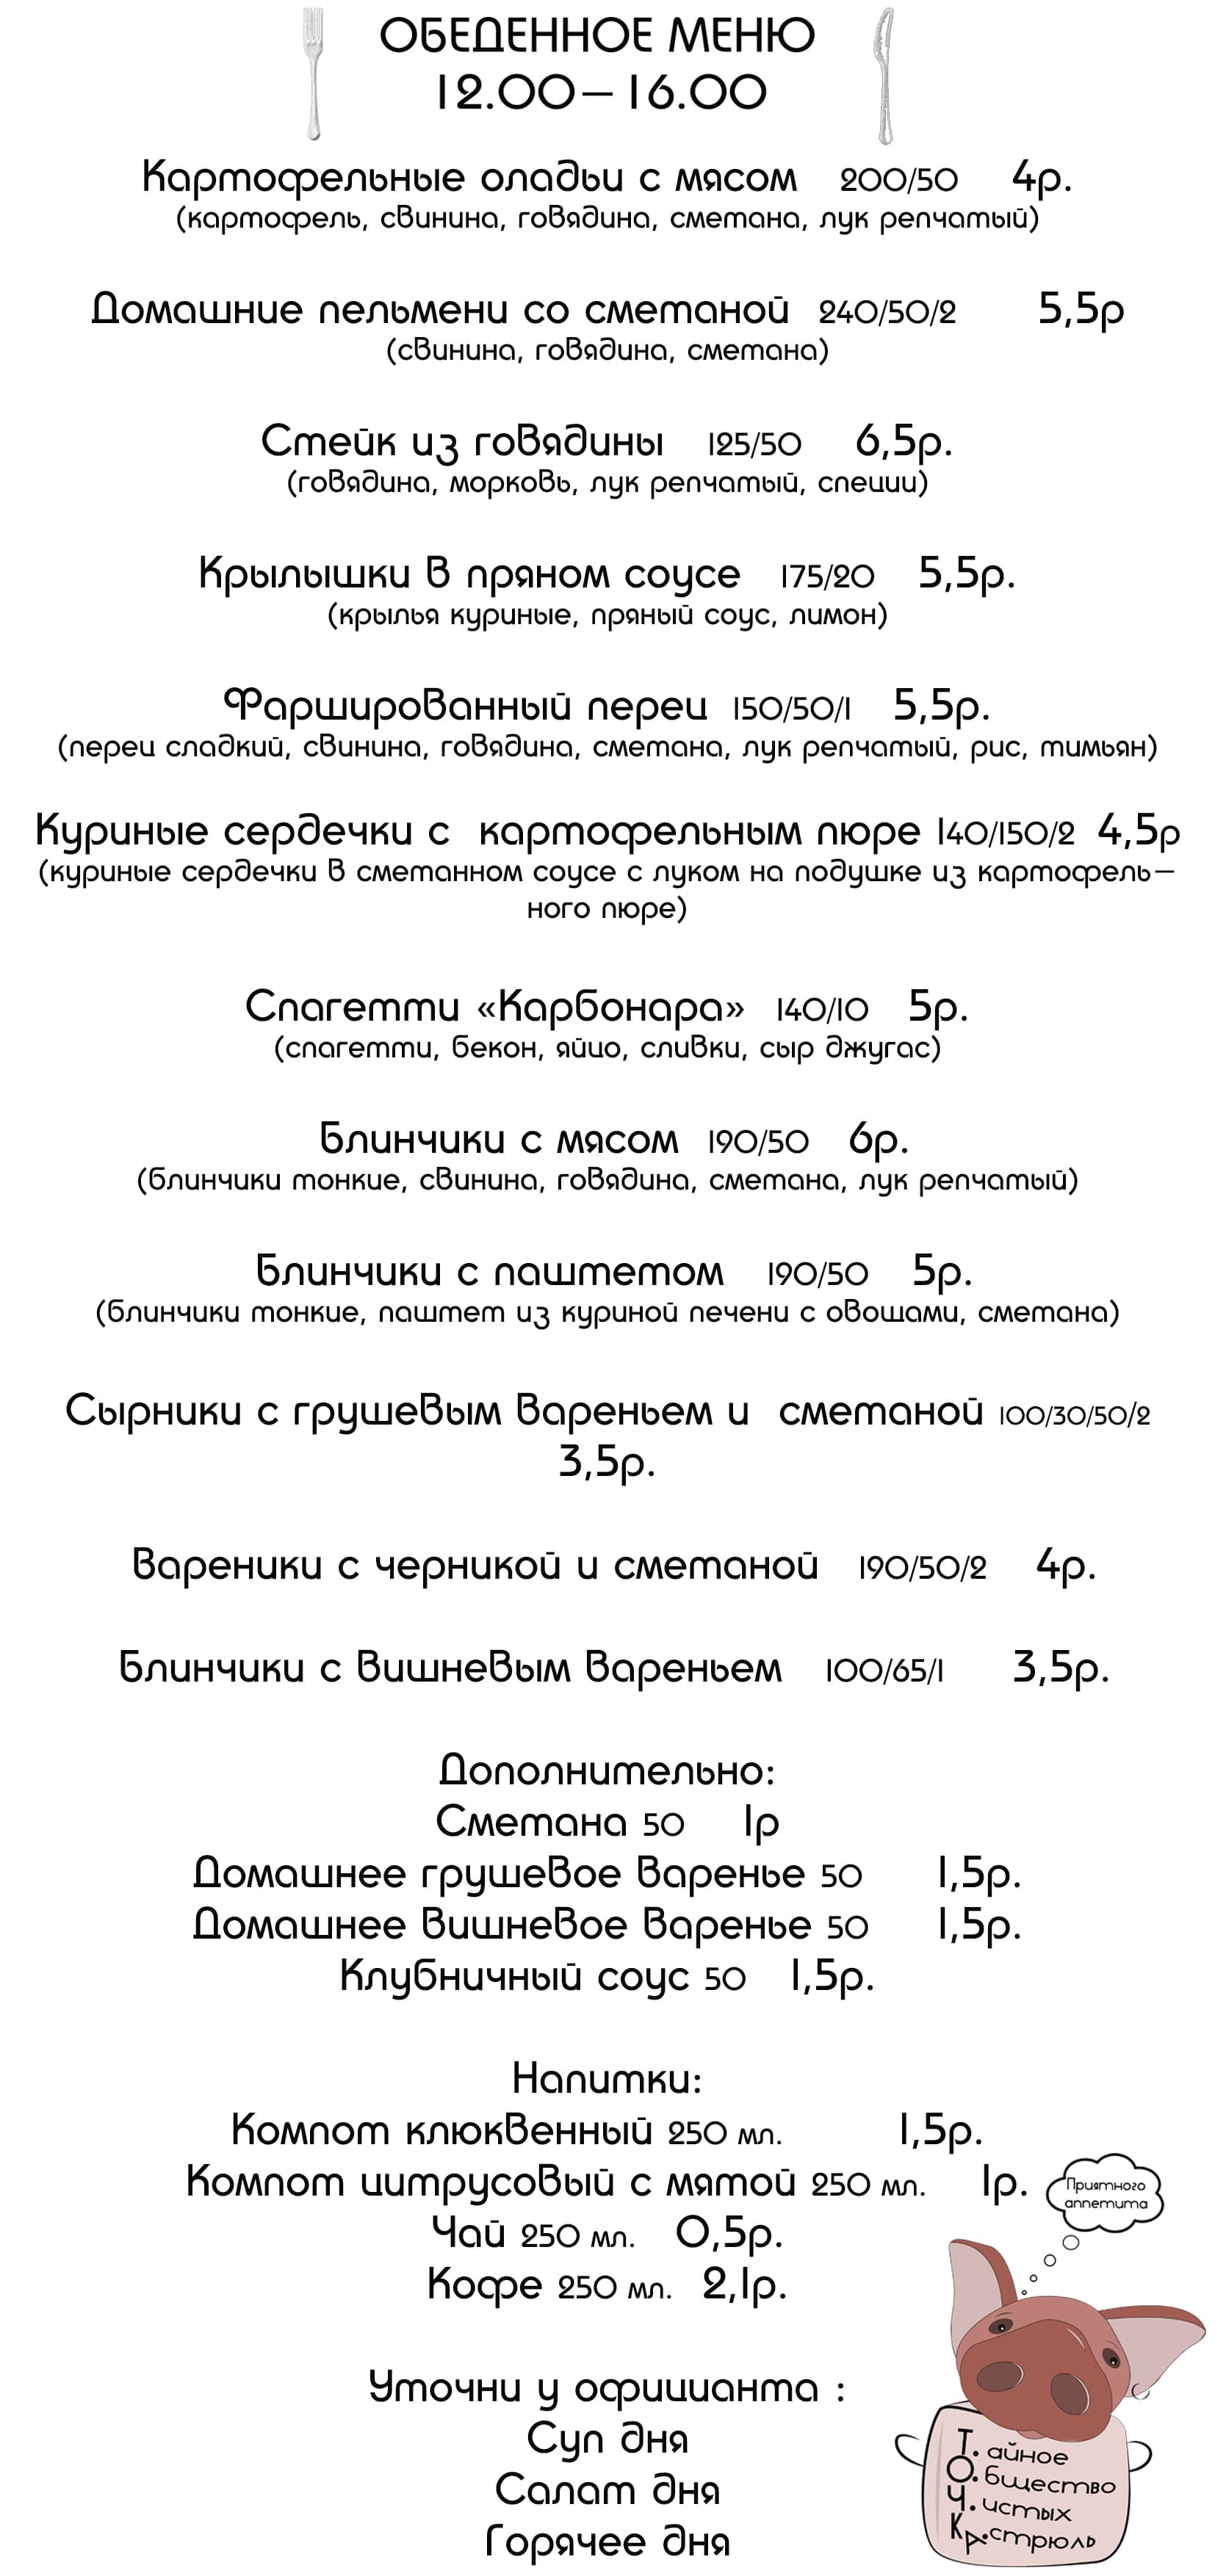 ОБЕДЕННОЕ МЕНЮ
12.00–16.00
Картофельные оладьи с мясом 200/50 4р.
(картофель, свинина, говядина, сметана, лук репчатый)
Домашние пельмени со сметаной 240/50/2 5,5р
(свинина, говядина, сметана)
Стейк из говядины 125/50 6,5р.
(говядина, морковь, лук репчатый, специи)
Крылышки в пряном соусе 175/20 5,5р.
(крылья куриные, пряный соус, лимон)
Фаршированный перец 150/50/1 5,5р.
(перец сладкий, свинина, говядина, сметана, лук репчатый, рис, тимьян)
Куриные сердечки с картофельным пюре 140/150/2 4,5р
(куриные сердечки в сметанном соусе с луком на подушке из картофель–
ного пюре)
Спагетти «Карбонара» 140/10 5р.
(спагетти, бекон, яйцо, сливки, сыр джугас)
Блинчики с мясом 190/50 6р.
(блинчики тонкие, свинина, говядина, сметана, лук репчатый)
Блинчики с паштетом 190/50 5р.
(блинчики тонкие, паштет из куриной печени с овощами, сметана)
Сырники с грушевым вареньем и сметаной 100/30/50/2
3,5р.
Вареники с черникой и сметаной 190/50/2 4р.
Блинчики с вишневым вареньем 100/65/1 3,5р.
Дополнительно:
Сметана 50 1р
Домашнее грушевое варенье 50 1,5р.
Домашнее вишневое варенье 50 1,5р.
Клубничный соус 50 1,5р.
Напитки:
Компот клюквенный 250 мл. 1,5р.
Компот цитрусовый с мятой 250 мл. 1р.
Чай 250 мл. 0,5р.
Кофе 250 мл. 2,1р.
Приятного
аппетита
Уточни у официанта :
Суп дня
Салат дня
Горячее дня
Т. айное
О. бщество
Ч. истых
КА.стрюль